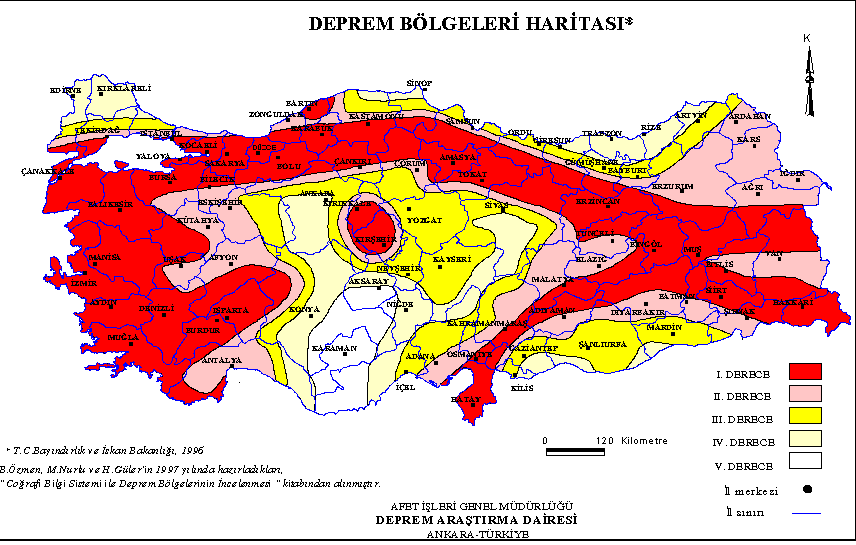 DEPREM BÖLGELERİ HARİTASI*
K
SİNOP
EDİRNE
KIRKLARELİ
BARTIN
ZONGULDAK
KASTAMONU
SAMSUN
ARTVİN
ARDAHAN
TEKİRDAĞ
İSTANBUL
KARABÜK
ORDU
GİRESUN
TRABZON
RİZE
KARS
YALOVA
KOCAELİ
SAKARYA
DÜZCE
BOLU
ÇANKIRI
ÇORUM
AMASYA
TOKAT
GÜMÜŞHANE
BAYBURT
ÇANAKKALE
BURSA
BİLECİK
ERZURUM
AĞRI
IĞDIR
BALIKESİR
ESKİŞEHİR
ANKARA
KIRIKKALE
SİVAS
ERZİNCAN
KÜTAHYA
YOZGAT
KIRŞEHİR
TUNCELİ
BİNGÖL
MUŞ
MANİSA
UŞAK
AFYON
NEVŞEHİR
KAYSERİ
ELAZIĞ
BİTLİS
VAN
İZMİR
AKSARAY
MALATYA
AYDIN
DENİZLİ
ISPARTA
KONYA
NİĞDE
ADIYAMAN
DİYARBAKIR
BATMAN
SİİRT
HAKKARİ
ŞIRNAK
BURDUR
KAHRAMANMARAŞ
MARDİN
MUĞLA
KARAMAN
ANTALYA
ADANA
OSMANİYE
GAZİANTEP
ŞANLIURFA
İÇEL
KİLİS
HATAY
I. DERECE
II. DERECE
III. DERECE
IV. DERECE
V. DERECE
İl merkezi
İl sınırı
0 120 Kilometre
* T.C.Bayındırlık ve İskan Bakanlığı, 1996
B.Özmen, M.Nurlu ve H.Güler'in 1997 yılında hazırladıkları,
" Coğrafi Bilgi Sistemi ile Deprem Bölgelerinin İncelenmesi " kitabından alınmıştır.
AFET İŞLERİ GENEL MÜDÜRLÜĞÜ
DEPREM ARAŞTIRMA DAİRESİ
ANKARA-TÜRKİYE